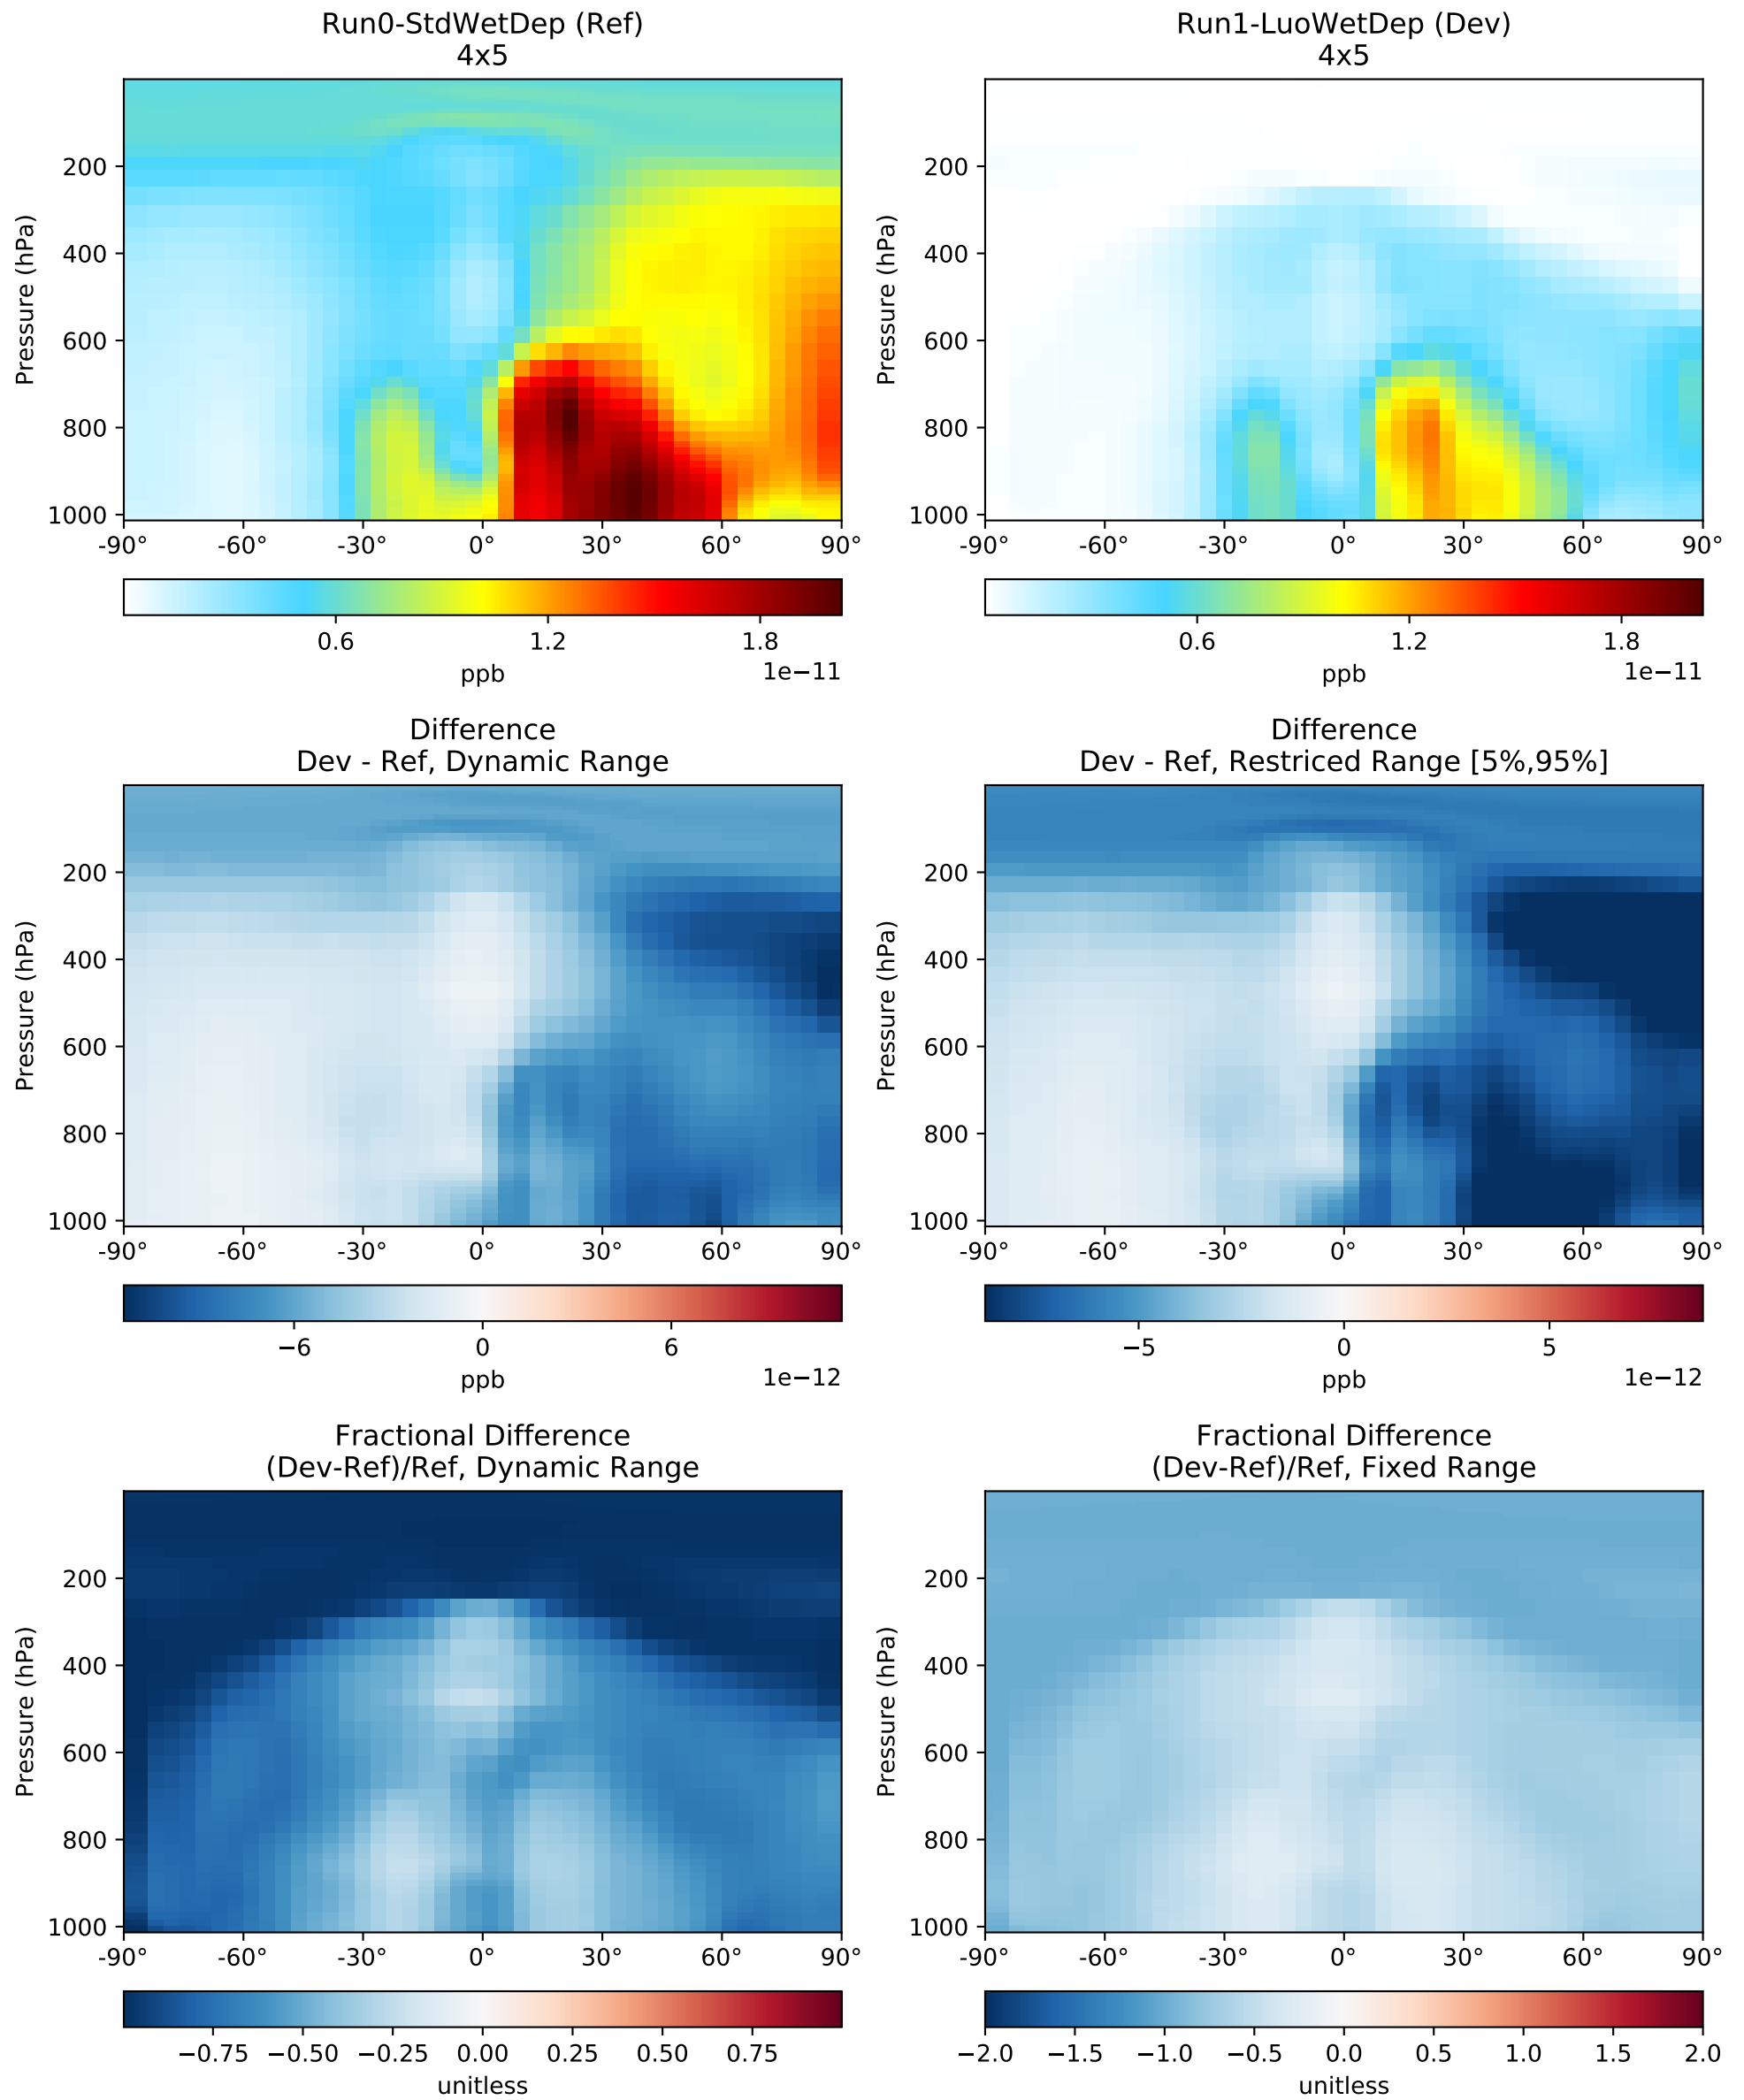 Run0-StdWetDep (Ref)
4x5
Run1-LuoWetDep (Dev)
4x5
Pressure (hPa)
200
400
600
800
1000
-90° -60° -30° 0° 30° 60° 90°
0.6 1.2 1.8
ppb
1e−11
Pressure (hPa)
200
400
600
800
1000
-90° -60° -30° 0° 30° 60° 90°
0.6 1.2 1.8
ppb
1e−11
Difference
Dev - Ref, Dynamic Range
Difference
Dev - Ref, Restriced Range [5%,95%]
Pressure (hPa)
200
400
600
800
1000
-90° -60° -30° 0° 30° 60° 90°
−6 0 6
ppb
1e−12
Pressure (hPa)
200
400
600
800
1000
-90° -60° -30° 0° 30° 60° 90°
−5 0 5
ppb
1e−12
Fractional Difference
(Dev-Ref)/Ref, Dynamic Range
Fractional Difference
(Dev-Ref)/Ref, Fixed Range
Pressure (hPa)
200
400
600
800
1000
-90° -60° -30° 0° 30° 60° 90°
−0.75 −0.50 −0.25 0.00 0.25 0.50 0.75
unitless
Pressure (hPa)
200
400
600
800
1000
-90° -60° -30° 0° 30° 60° 90°
−2.0 −1.5 −1.0 −0.5 0.0 0.5 1.0 1.5 2.0
unitless